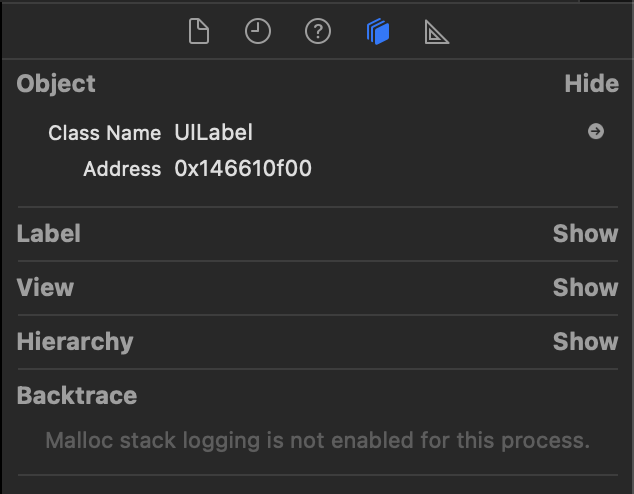 Object Hide
Class Name UILabel
Address 0x146610f00
Label Show
View Show
Hierarchy Show
Backtrace
Malloc stack logging is not enabled for this process.